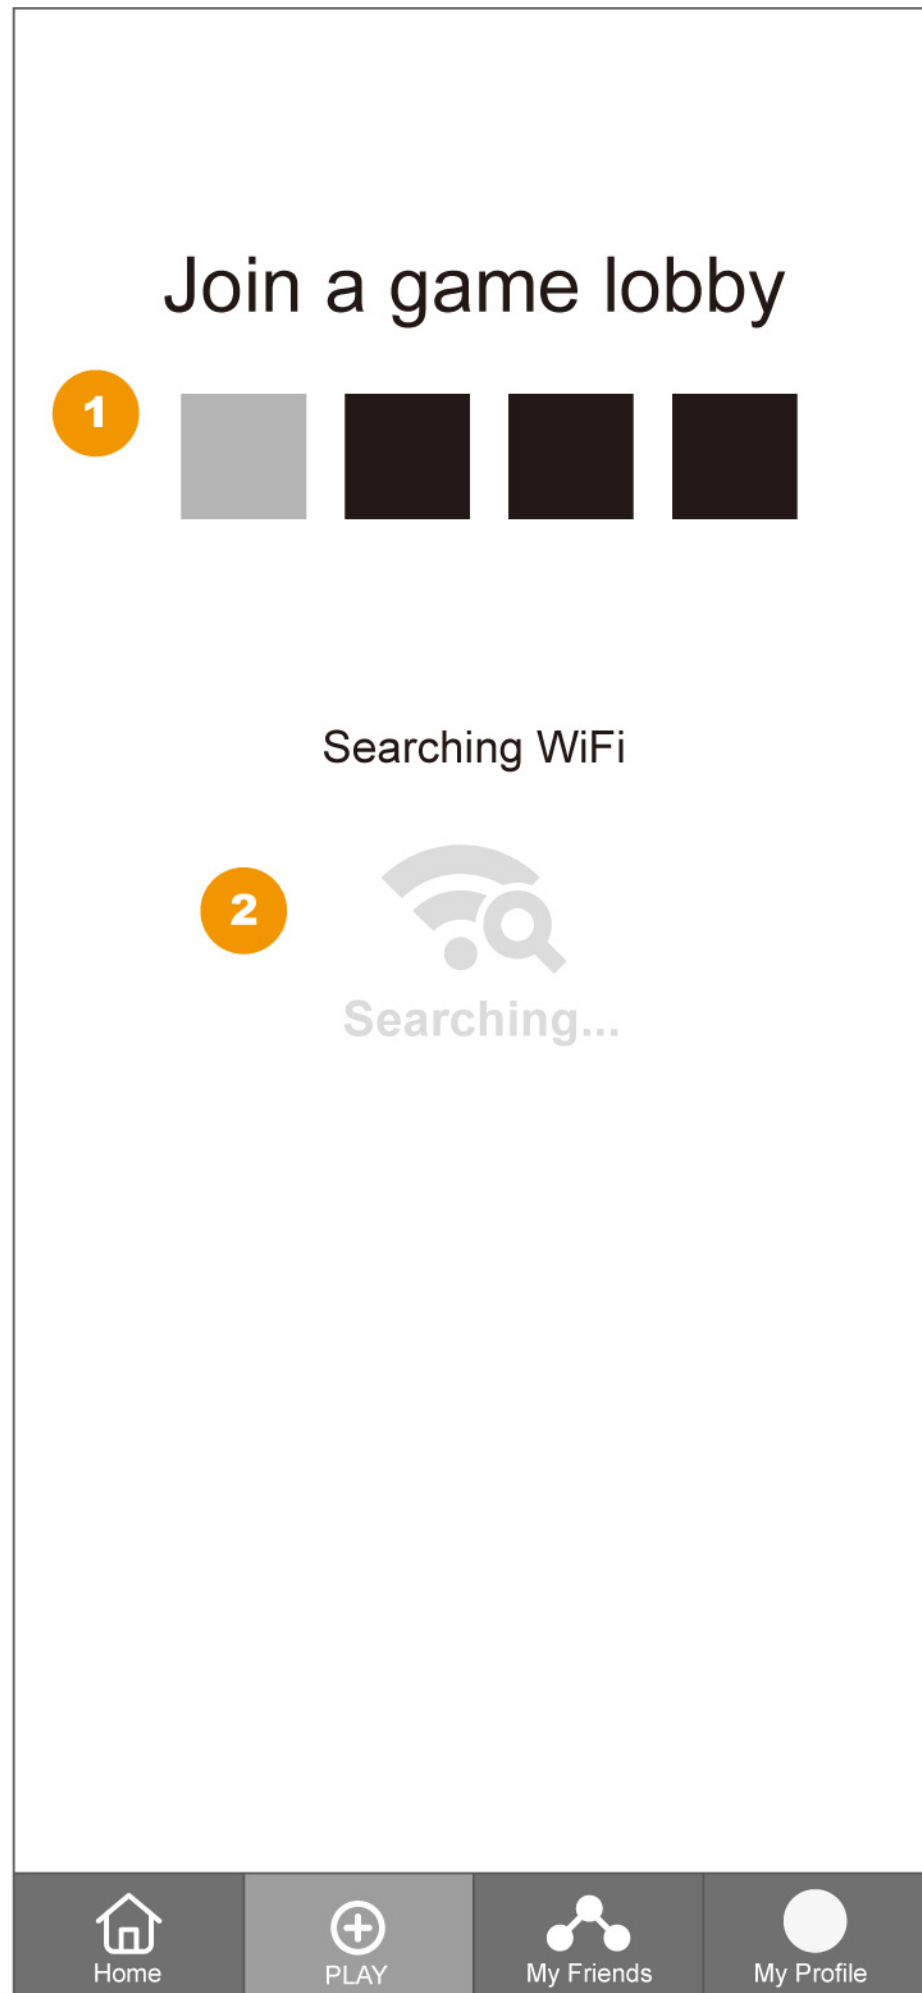 Join a game lobby
1
Searching WiFi
2
Searching...
Home
PLAY
My Friends
My Profile